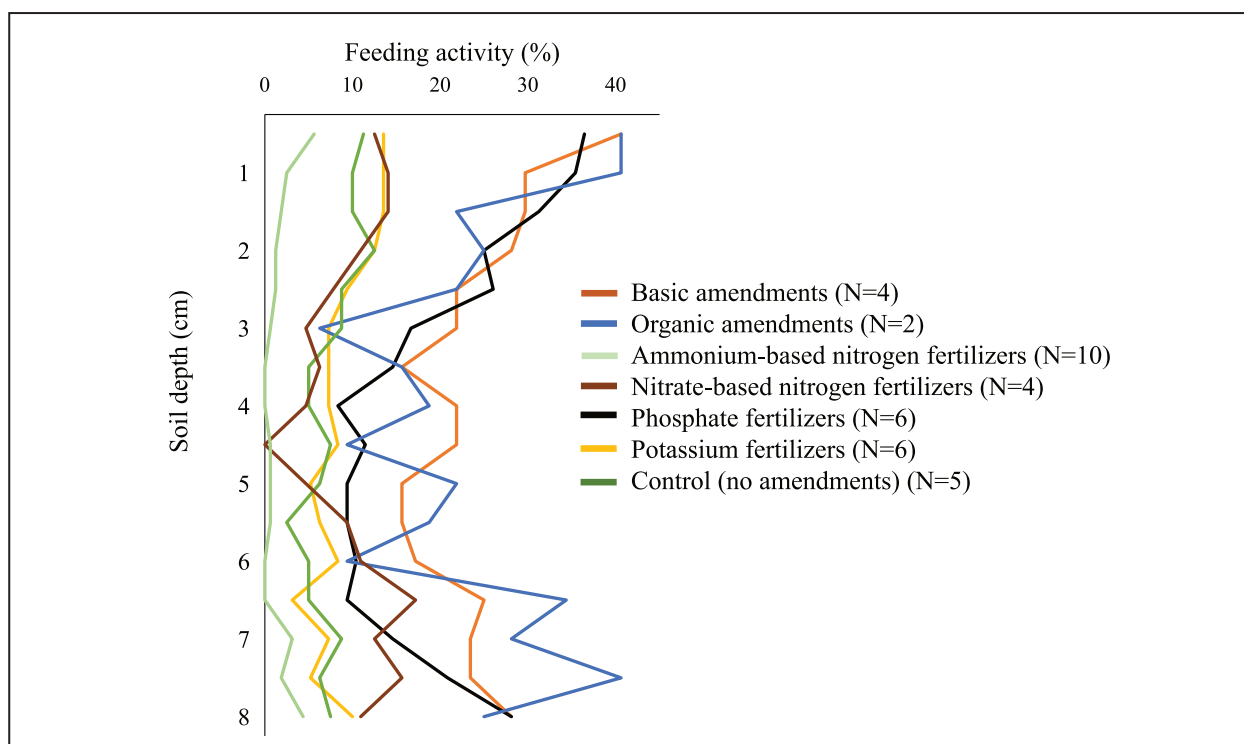 Feeding activity (%)
0 10 20 30 40
Soil depth (cm)
1
2
3
4
5
6
7
8
Basic amendments (N=4)
Organic amendments (N=2)
Ammonium-based nitrogen fertilizers (N=10)
Nitrate-based nitrogen fertilizers (N=4)
Phosphate fertilizers (N=6)
Potassium fertilizers (N=6)
Control (no amendments) (N=5)